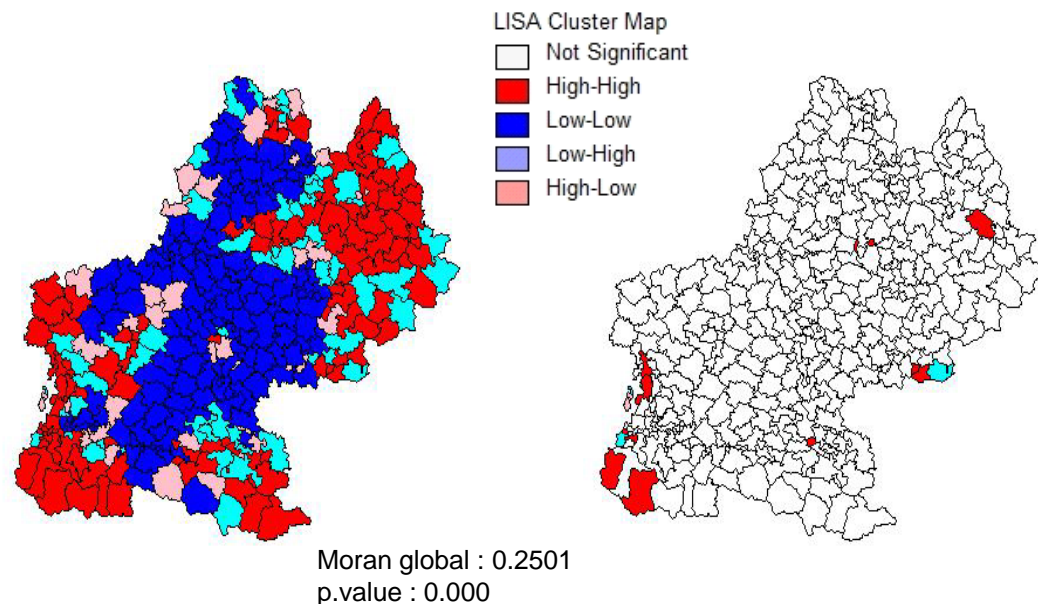 LISA Cluster Map
Not Significant
High-High
Low-Low
Low-High
High-Low
Moran global : 0.2501
p.value : 0.000